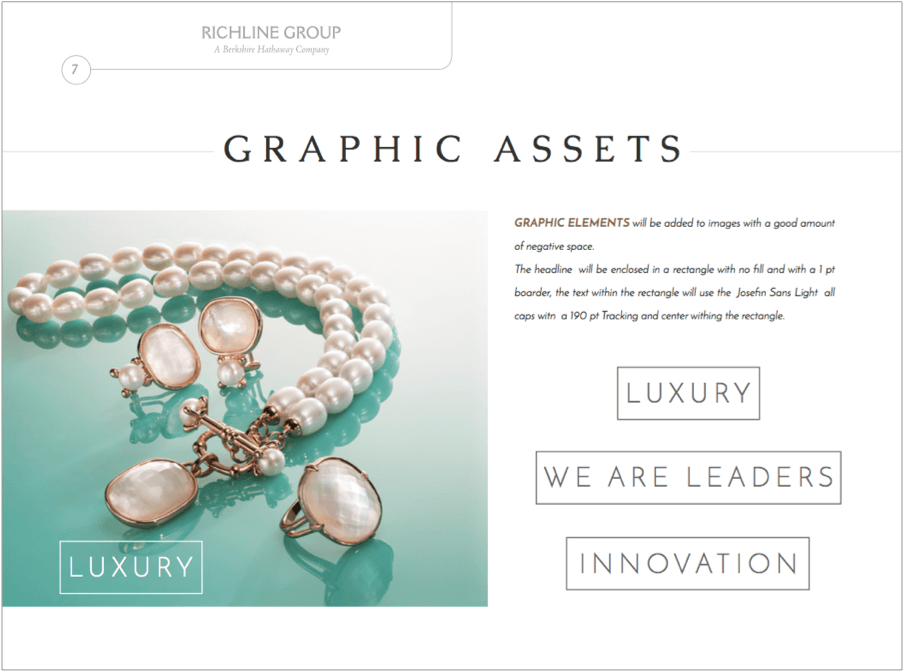 RICHLINE GROUP
A Berkshire Hathaway Company
7
GRAPHIC ASSETS
GRAPHIC ELEMENTS will be added to images with a good amount
of negative space.
The headline will be enclosed in a rectangle with no fill and with a 1 pt
boarder, the text within the rectangle will use the Josefin Sans Light all
caps witn a 190 pt Tracking and center withing the rectangle.
LUXURY
WE ARE LEADERS
INNOVATION
LUXURY